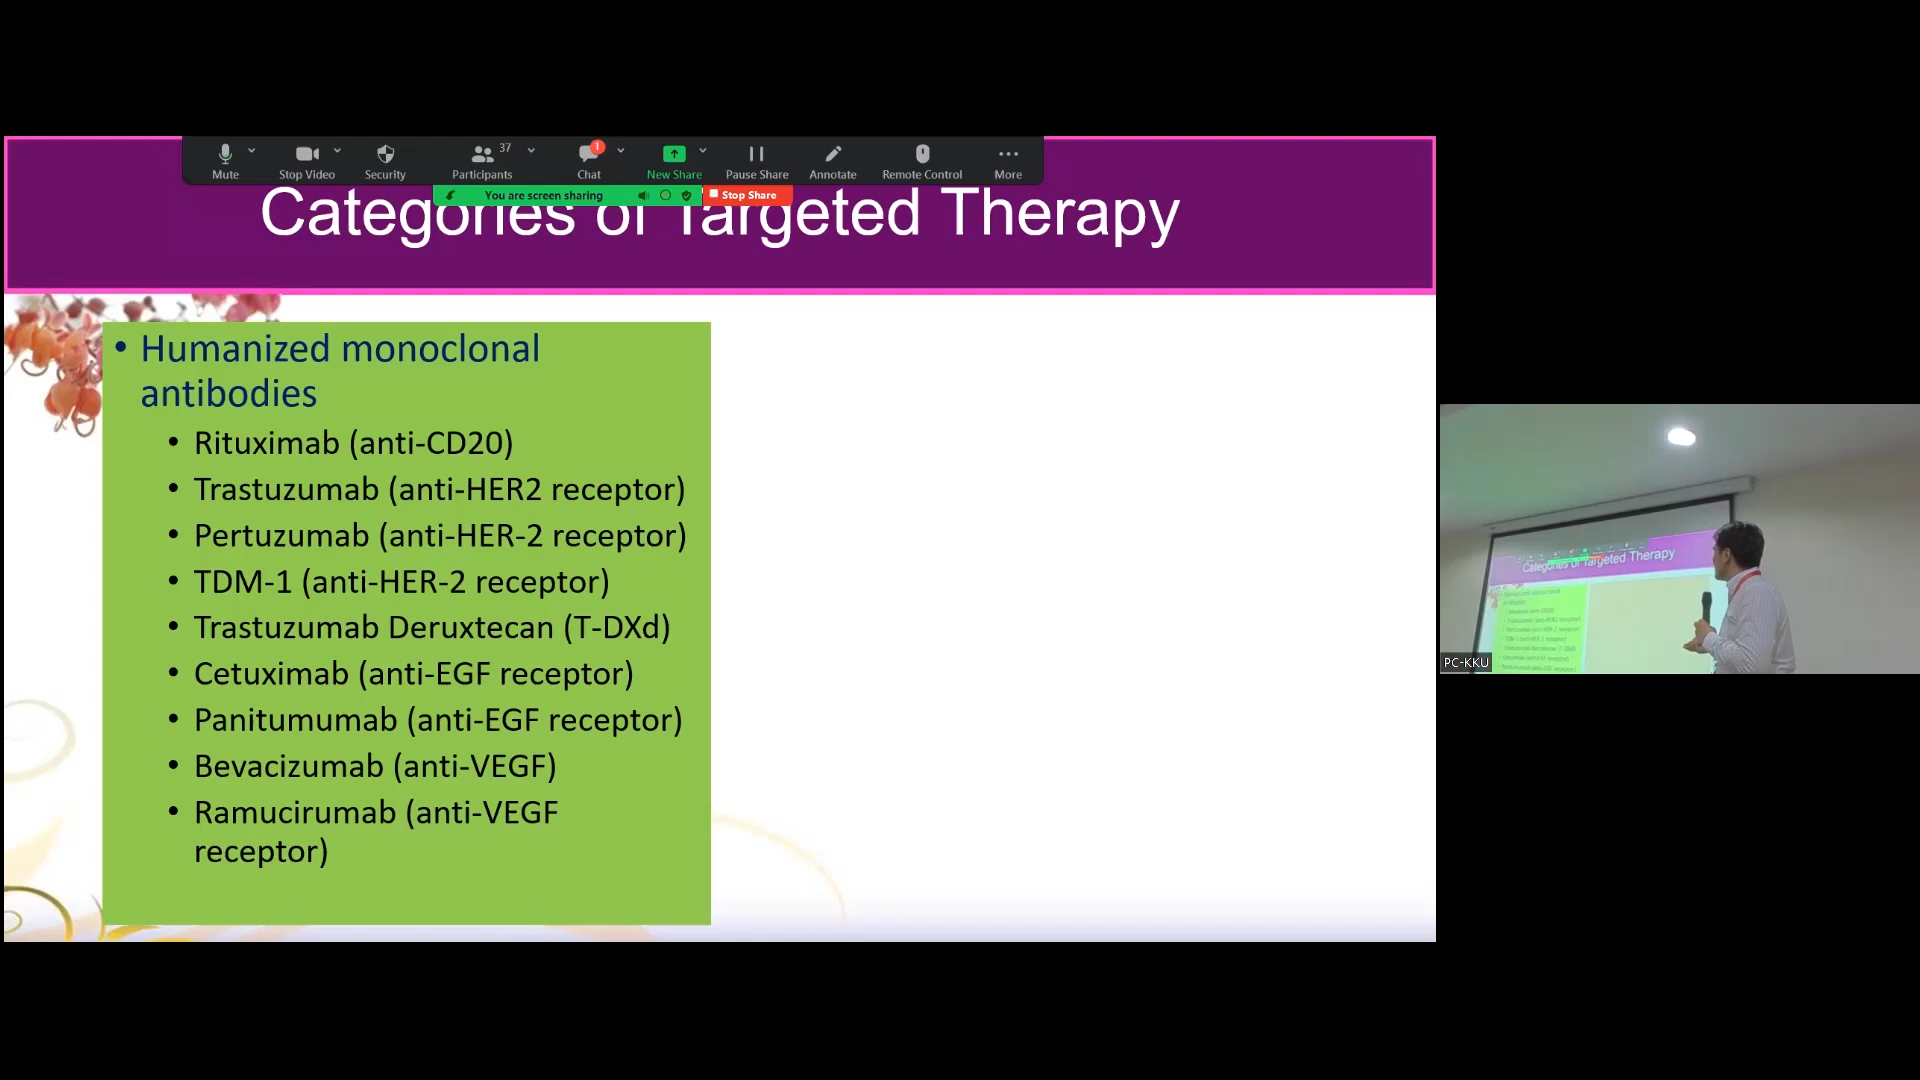 Mute
Stop Video
Security
37
Participants
1
Chat
New Share
Pause Share
Annotate
Remote Control
More
You are screen sharing
Stop Share
Categories of Targeted Therapy
• Humanized monoclonal
antibodies
• Rituximab (anti-CD20)
• Trastuzumab (anti-HER2 receptor)
• Pertuzumab (anti-HER-2 receptor)
• TDM-1 (anti-HER-2 receptor)
• Trastuzumab Deruxtecan (T-DXd)
• Cetuximab (anti-EGF receptor)
• Panitumumab (anti-EGF receptor)
• Bevacizumab (anti-VEGF)
• Ramucirumab (anti-VEGF
receptor)
Categories of Targeted Therapy
PC-KKU